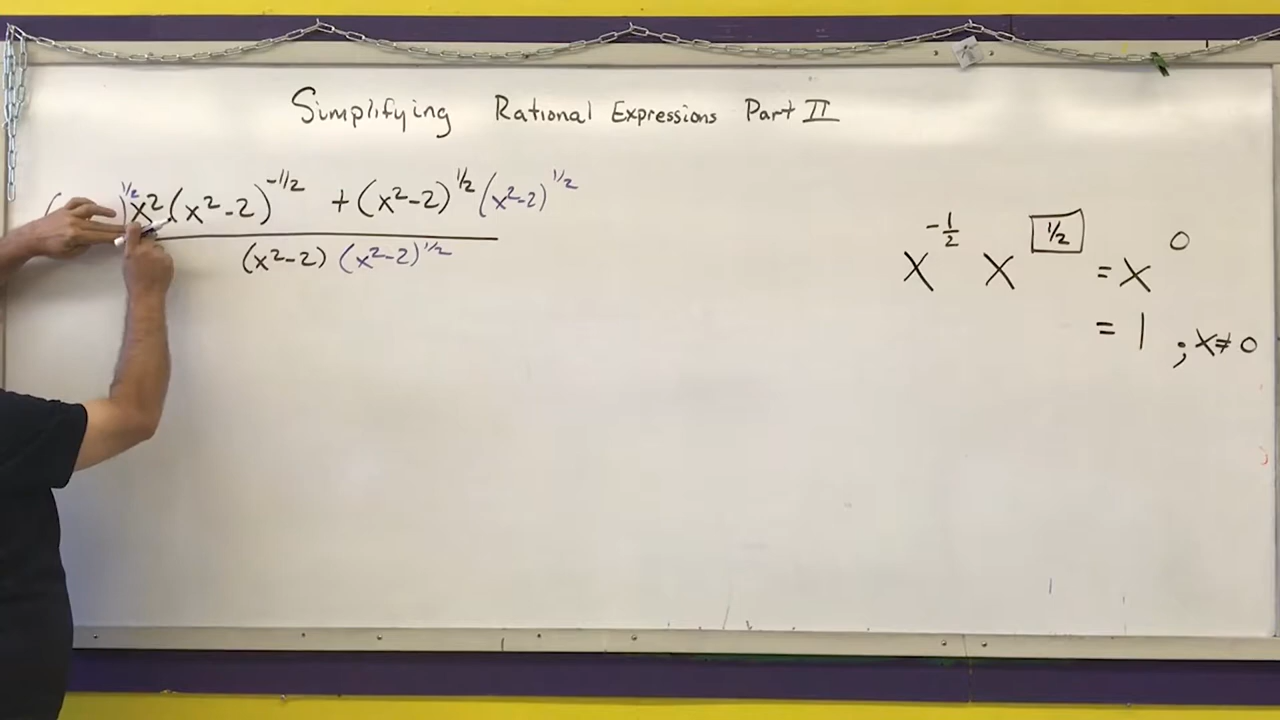 Simplifying Rational Expressions Part II
( )^{1/2} x^2 (x^2-2)^{-1/2} + (x^2-2)^{1/2} (x^2-2)^{1/2}
(x^2-2) (x^2-2)^{1/2}
x^{-1/2} x^{1/2} = x^0
= 1 ; x≠0